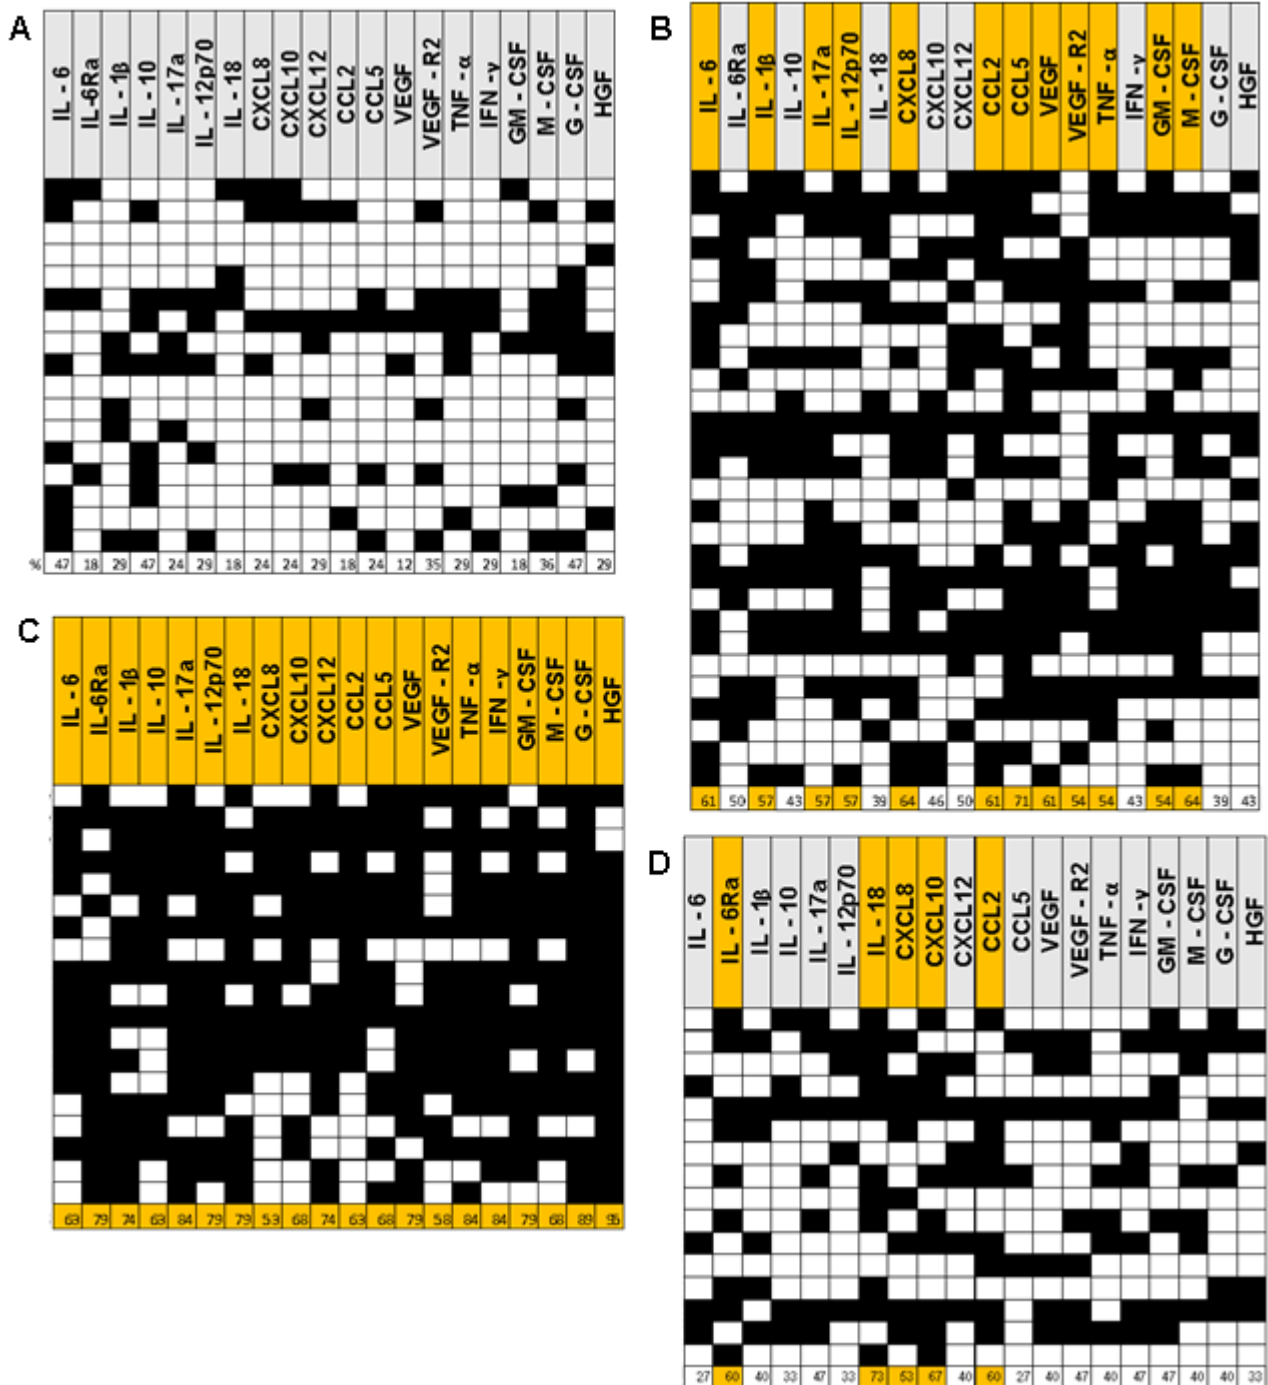 A
IL - 6 IL-6Ra IL - 1β IL - 10 IL - 17a IL - 12p70 IL - 18 CXCL8 CXCL10 CXCL12 CCL2 CCL5 VEGF VEGF - R2 TNF - α IFN - γ GM - CSF M - CSF G - CSF HGF
% 47 18 29 47 24 29 18 24 24 29 18 24 12 35 29 29 18 36 47 29
B
IL - 6 IL - 6Ra IL - 1β IL - 10 IL - 17a IL - 12p70 IL - 18 CXCL8 CXCL10 CXCL12 CCL2 CCL5 VEGF VEGF - R2 TNF - α IFN - γ GM - CSF M - CSF G - CSF HGF
61 50 57 43 57 57 39 64 46 50 61 71 61 54 54 43 54 64 39 43
C
IL - 6 IL-6Ra IL - 1β IL - 10 IL - 17a IL - 12p70 IL - 18 CXCL8 CXCL10 CXCL12 CCL2 CCL5 VEGF VEGF - R2 TNF - α IFN - γ GM - CSF M - CSF G - CSF HGF
63 79 74 63 84 79 79 53 68 74 63 68 79 58 84 84 79 68 89 95
D
IL - 6 IL - 6Ra IL - 1β IL - 10 IL - 17a IL - 12p70 IL - 18 CXCL8 CXCL10 CXCL12 CCL2 CCL5 VEGF VEGF - R2 TNF - α IFN - γ GM - CSF M - CSF G - CSF HGF
27 60 40 33 47 33 73 53 67 40 60 27 40 47 40 47 47 40 40 33